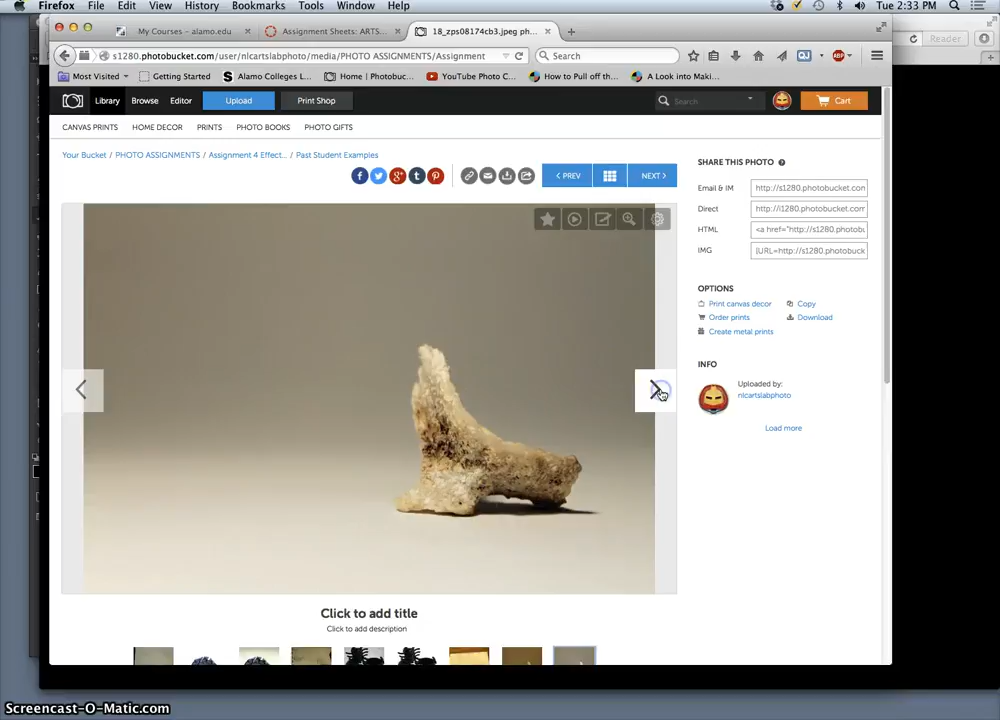 Firefox File Edit View History Bookmarks Tools Window Help Tue 2:33 PM
My Courses – alamo.edu × Assignment Sheets: ARTS... × 18_zps08174cb3.jpeg ph... ×
s1280.photobucket.com/user/nlcartslabphoto/media/PHOTO ASSIGNMENTS/Assignment Search Reader
Most Visited Getting Started Alamo Colleges L... Home | Photobuc... YouTube Photo C... How to Pull off th... A Look into Maki...
Library Browse Editor Upload Print Shop Search Cart
CANVAS PRINTS HOME DECOR PRINTS PHOTO BOOKS PHOTO GIFTS
Your Bucket / PHOTO ASSIGNMENTS / Assignment 4 Effect... / Past Student Examples
PREV NEXT
SHARE THIS PHOTO
Email & IM http://s1280.photobucket.com
Direct http://i1280.photobucket.com
HTML <a href="http://s1280.photobu
IMG [URL=http://s1280.photobuck
OPTIONS
Print canvas decor Copy
Order prints Download
Create metal prints
INFO
Uploaded by:
nlcartslabphoto
Load more
Click to add title
Click to add description
Screencast-O-Matic.com